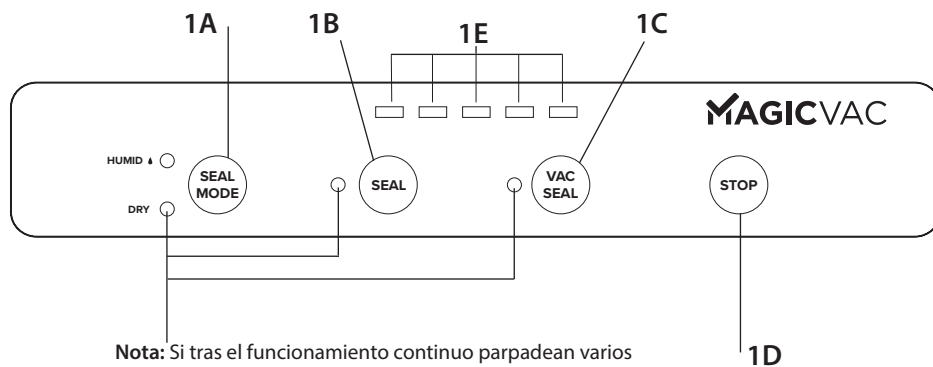 1A
1B
1E
1C
MAGICVAC
HUMID
SEAL
MODE
SEAL
VAC
SEAL
STOP
DRY
Nota: Si tras el funcionamiento continuo parpadean varios
1D